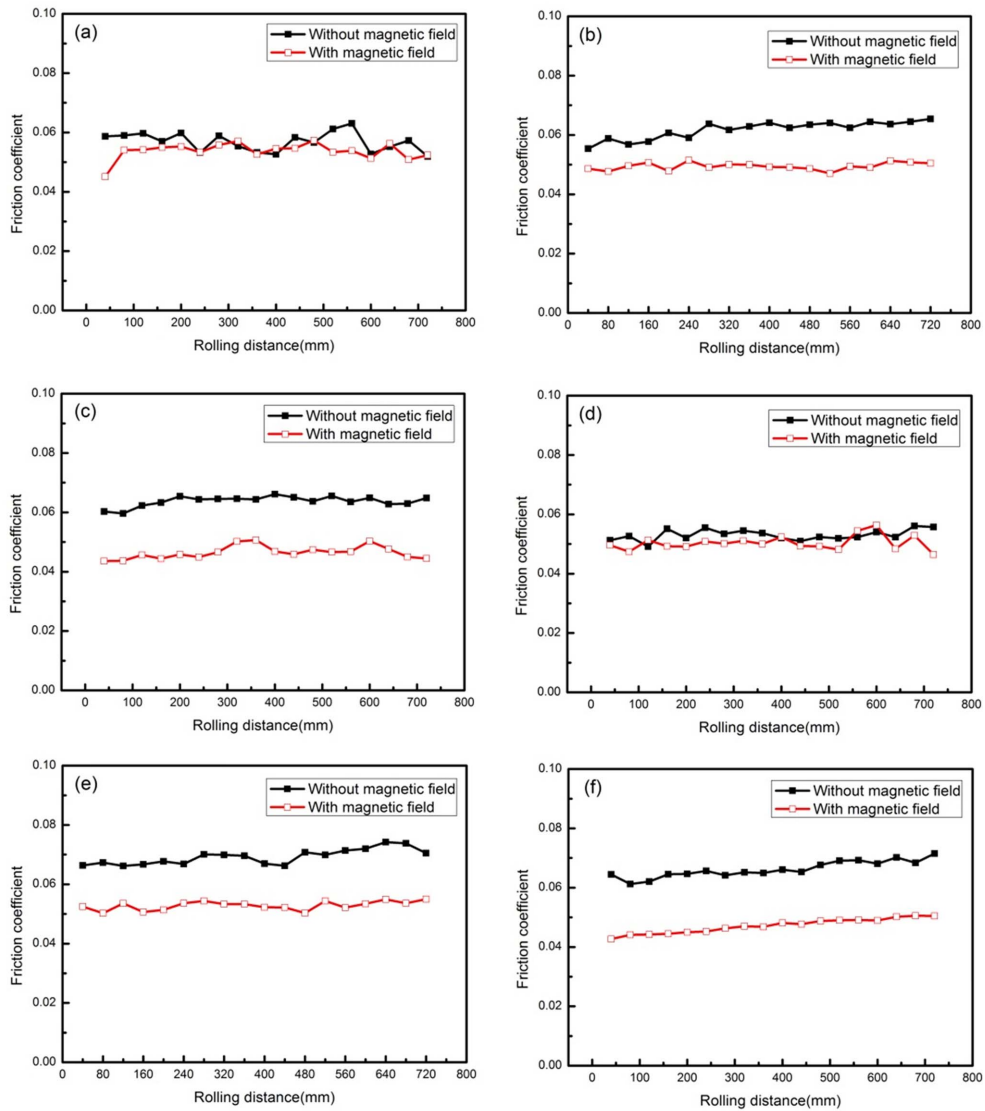 (a)
Without magnetic field
With magnetic field
0.10
0.08
0.06
0.04
0.02
0.00
Friction coefficient
0 100 200 300 400 500 600 700 800
Rolling distance(mm)
(b)
Without magnetic field
With magnetic field
0.10
0.08
0.06
0.04
0.02
0.00
Friction coefficient
0 80 160 240 320 400 480 560 640 720 800
Rolling distance(mm)
(c)
Without magnetic field
With magnetic field
0.10
0.08
0.06
0.04
0.02
0.00
Friction coefficient
0 100 200 300 400 500 600 700 800
Rolling distance(mm)
(d)
Without magnetic field
With magnetic field
0.10
0.08
0.06
0.04
0.02
0.00
Friction coefficient
0 100 200 300 400 500 600 700 800
Rolling distance(mm)
(e)
Without magnetic field
With magnetic field
0.10
0.08
0.06
0.04
0.02
0.00
Friction coefficient
0 80 160 240 320 400 480 560 640 720 800
Rolling distance(mm)
(f)
Without magnetic field
With magnetic field
0.10
0.08
0.06
0.04
0.02
0.00
Friction coefficient
0 100 200 300 400 500 600 700 800
Rolling distance(mm)